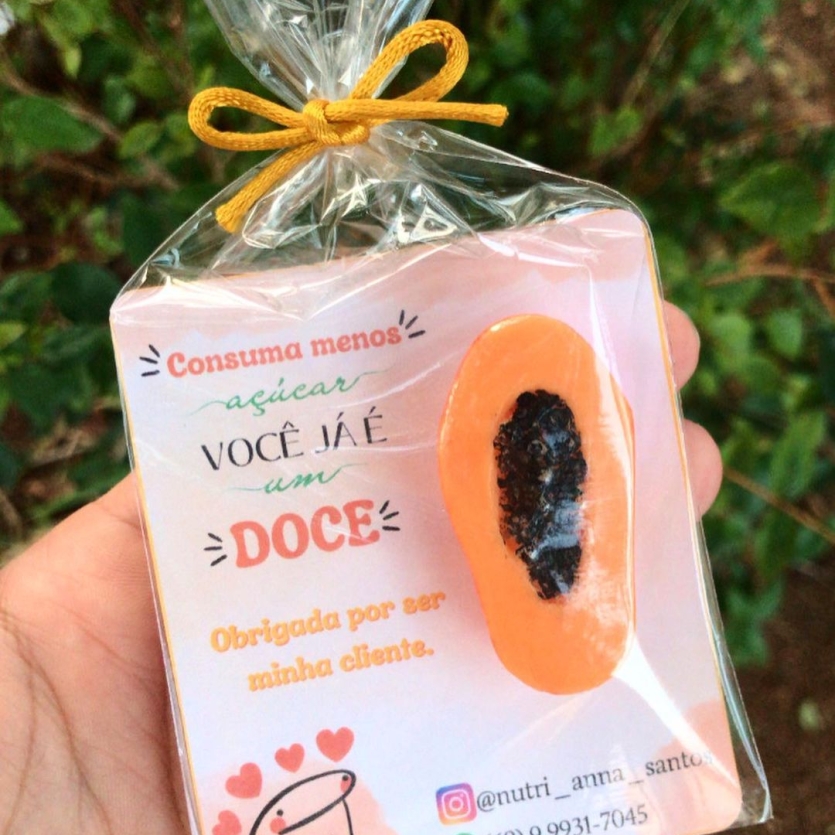 Consuma menos
açúcar
VOCÊ JÁ É
um
DOCE
Obrigada por ser
minha cliente.
@nutri_anna_santos
9 9931-7045